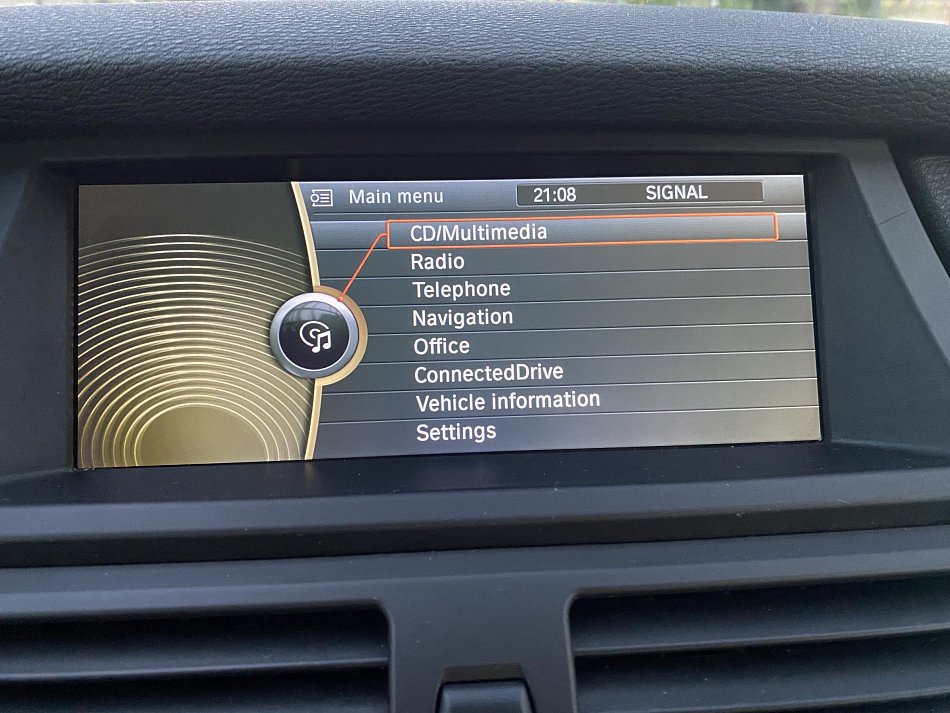 Main menu 21:08 SIGNAL
CD/Multimedia
Radio
Telephone
Navigation
Office
ConnectedDrive
Vehicle information
Settings